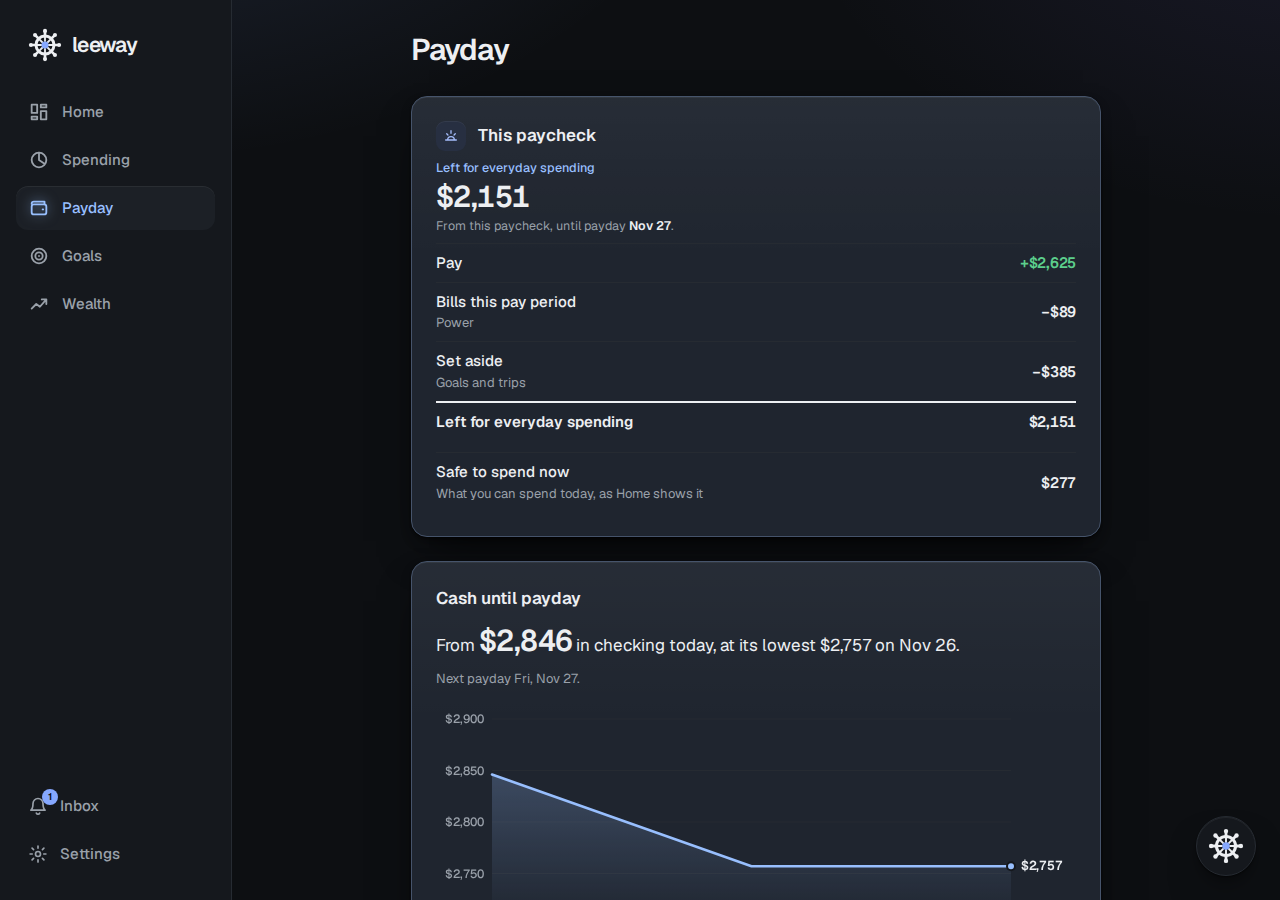 leeway
Home
Spending
Payday
Goals
Wealth
1
Inbox
Settings
Payday
This paycheck
Left for everyday spending
$2,151
From this paycheck, until payday Nov 27.
Pay
+$2,625
Bills this pay period
Power
−$89
Set aside
Goals and trips
−$385
Left for everyday spending
$2,151
Safe to spend now
What you can spend today, as Home shows it
$277
Cash until payday
From $2,846 in checking today, at its lowest $2,757 on Nov 26.
Next payday Fri, Nov 27.
$2,900
$2,850
$2,800
$2,750
$2,757